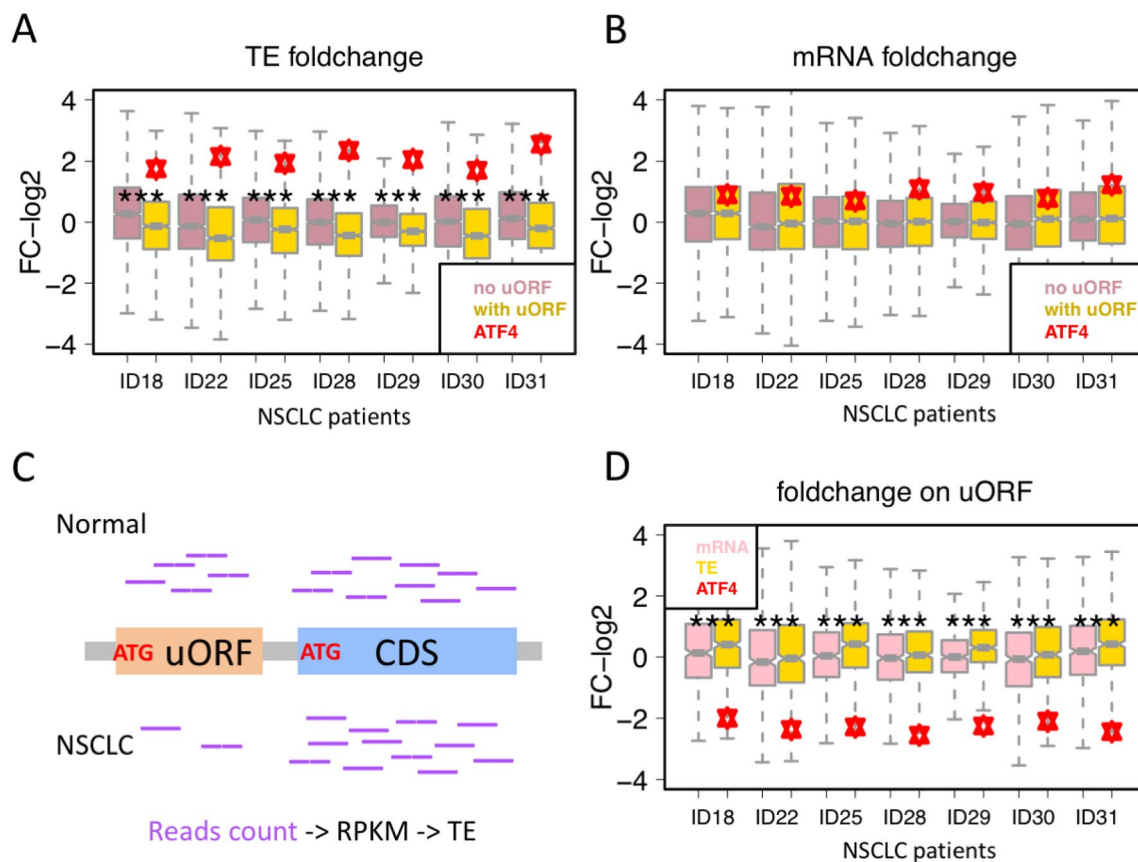 A
TE foldchange
FC-log2
4
2
0
−2
−4
*** *** *** *** *** *** ***
no uORF
with uORF
ATF4
ID18 ID22 ID25 ID28 ID29 ID30 ID31
NSCLC patients
B
mRNA foldchange
FC-log2
4
2
0
−2
−4
no uORF
with uORF
ATF4
ID18 ID22 ID25 ID28 ID29 ID30 ID31
NSCLC patients
C
Normal
ATG uORF ATG CDS
NSCLC
Reads count -> RPKM -> TE
D
foldchange on uORF
FC-log2
4
2
0
−2
−4
mRNA
TE
ATF4
*** *** *** *** *** *** ***
ID18 ID22 ID25 ID28 ID29 ID30 ID31
NSCLC patients